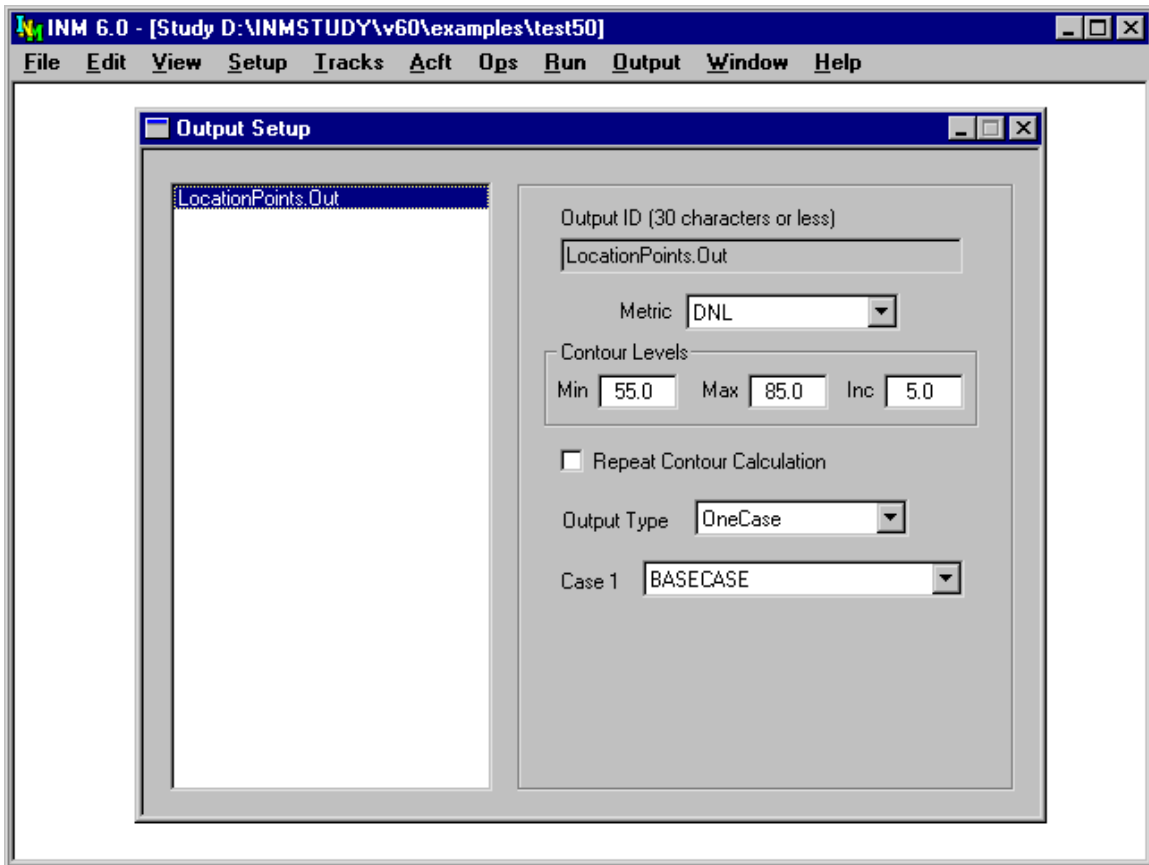 INM 6.0 - [Study D:\INMSTUDY\v60\examples\test50]
File Edit View Setup Tracks Acft Ops Run Output Window Help
Output Setup
LocationPoints.Out
Output ID (30 characters or less)
LocationPoints.Out
Metric DNL
Contour Levels
Min 55.0 Max 85.0 Inc 5.0
Repeat Contour Calculation
Output Type OneCase
Case 1 BASECASE